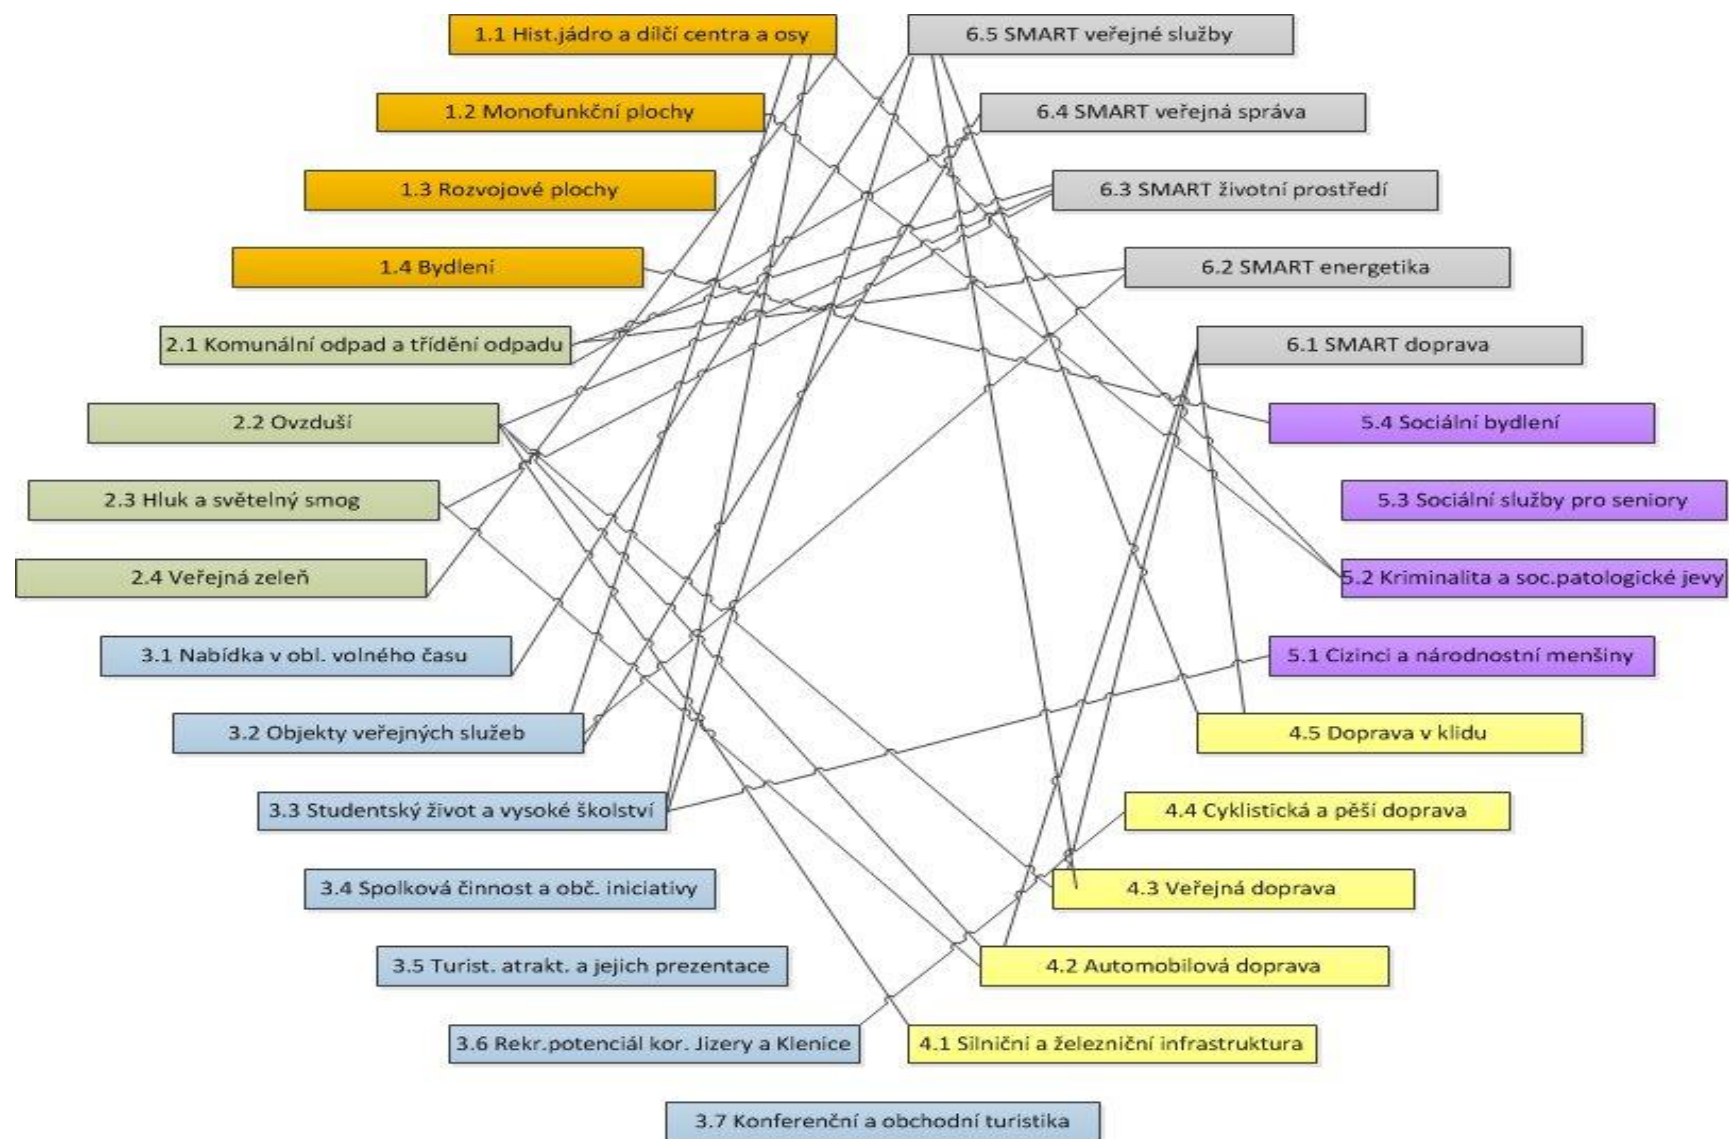 1.1 Hist.jádro a dílčí centra a osy
6.5 SMART veřejné služby
1.2 Monofunkční plochy
6.4 SMART veřejná správa
1.3 Rozvojové plochy
6.3 SMART životní prostředí
1.4 Bydlení
6.2 SMART energetika
2.1 Komunální odpad a třídění odpadu
6.1 SMART doprava
2.2 Ovzduší
5.4 Sociální bydlení
2.3 Hluk a světelný smog
5.3 Sociální služby pro seniory
2.4 Veřejná zeleň
5.2 Kriminalita a soc.patologické jevy
3.1 Nabídka v obl. volného času
5.1 Cizinci a národnostní menšiny
3.2 Objekty veřejných služeb
4.5 Doprava v klidu
3.3 Studentský život a vysoké školství
4.4 Cyklistická a pěší doprava
3.4 Spolková činnost a obč. iniciativy
4.3 Veřejná doprava
3.5 Turist. atrakt. a jejich prezentace
4.2 Automobilová doprava
3.6 Rekr.potenciál kor. Jizery a Klenice
4.1 Silniční a železniční infrastruktura
3.7 Konferenční a obchodní turistika